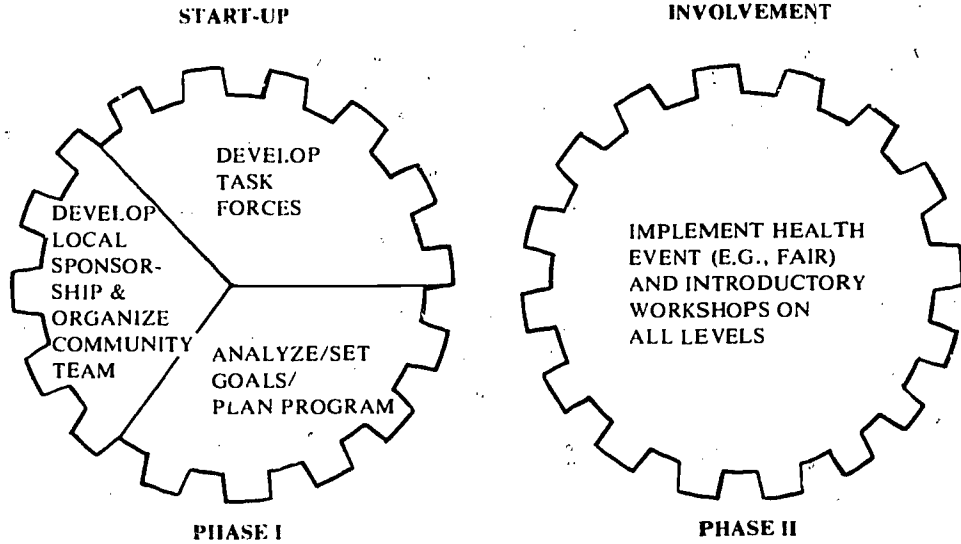 START-UP
DEVELOP
TASK
FORCES
DEVELOP
LOCAL
SPONSOR-
SHIP &
ORGANIZE
COMMUNITY
TEAM
ANALYZE/SET
GOALS/
PLAN PROGRAM
PHASE I
INVOLVEMENT
IMPLEMENT HEALTH
EVENT (E.G., FAIR)
AND INTRODUCTORY
WORKSHOPS ON
ALL LEVELS
PHASE II